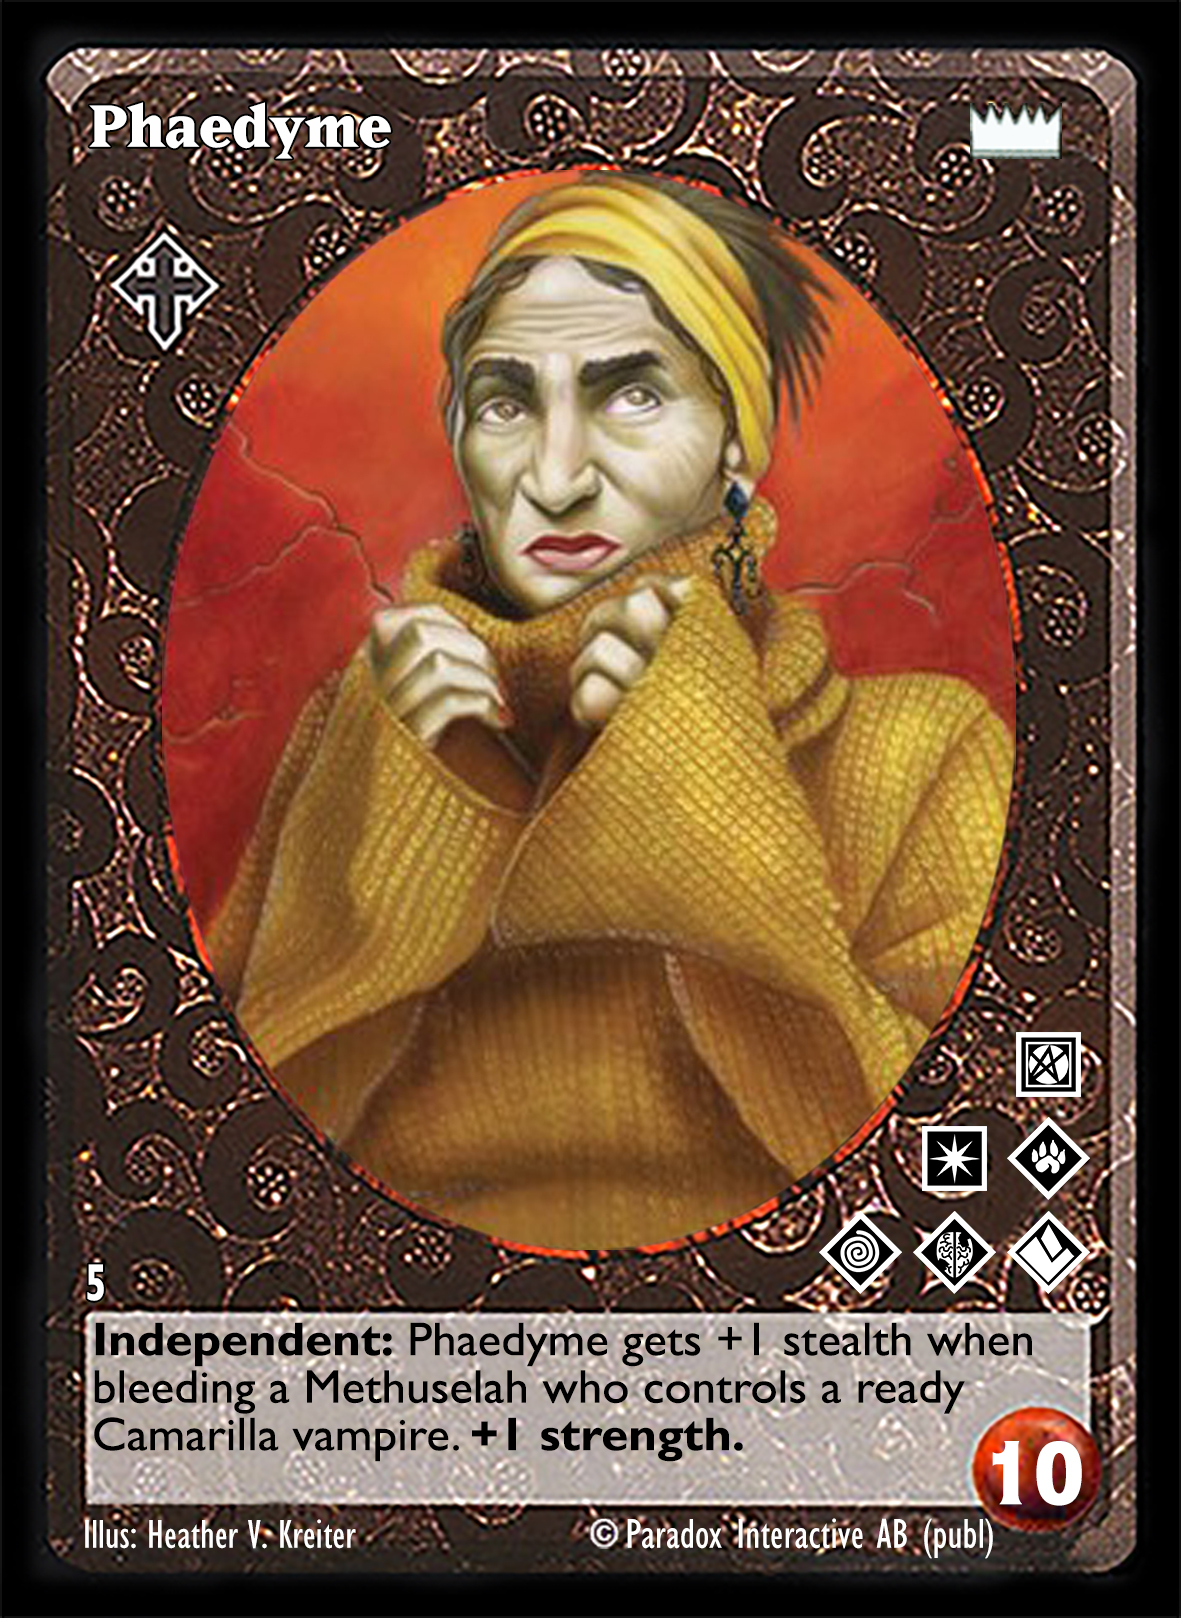 Phaedyme
5
Independent: Phaedyme gets +1 stealth when
bleeding a Methuselah who controls a ready
Camarilla vampire. +1 strength.
10
Illus: Heather V. Kreiter
© Paradox Interactive AB (publ)